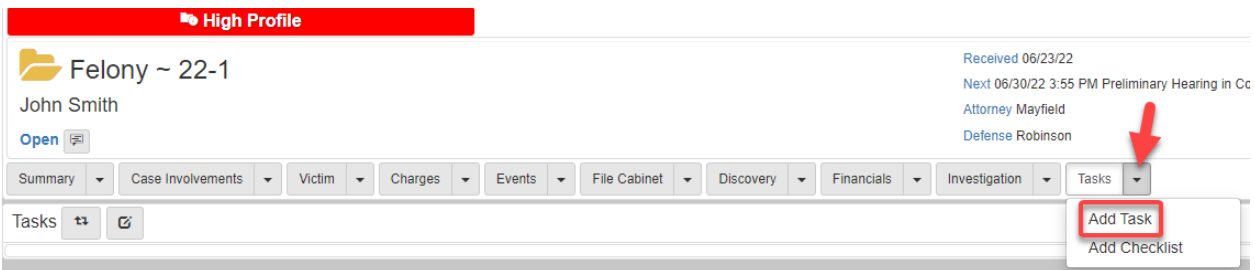 High Profile
Felony ~ 22-1
John Smith
Open
Received 06/23/22
Next 06/30/22 3:55 PM Preliminary Hearing in Co
Attorney Mayfield
Defense Robinson
Summary Case Involvements Victim Charges Events File Cabinet Discovery Financials Investigation Tasks
Tasks
Add Task
Add Checklist